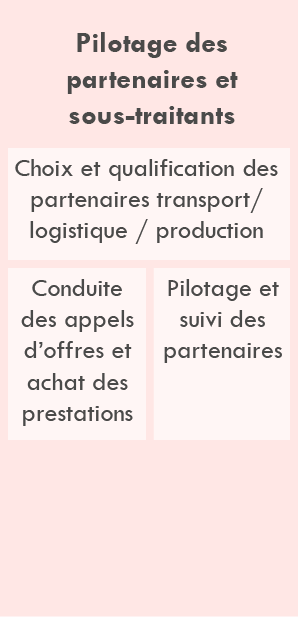 Pilotage des
partenaires et
sous-traitants
Choix et qualification des
partenaires transport/
logistique / production
Conduite
des appels
d’offres et
achat des
prestations
Pilotage et
suivi des
partenaires